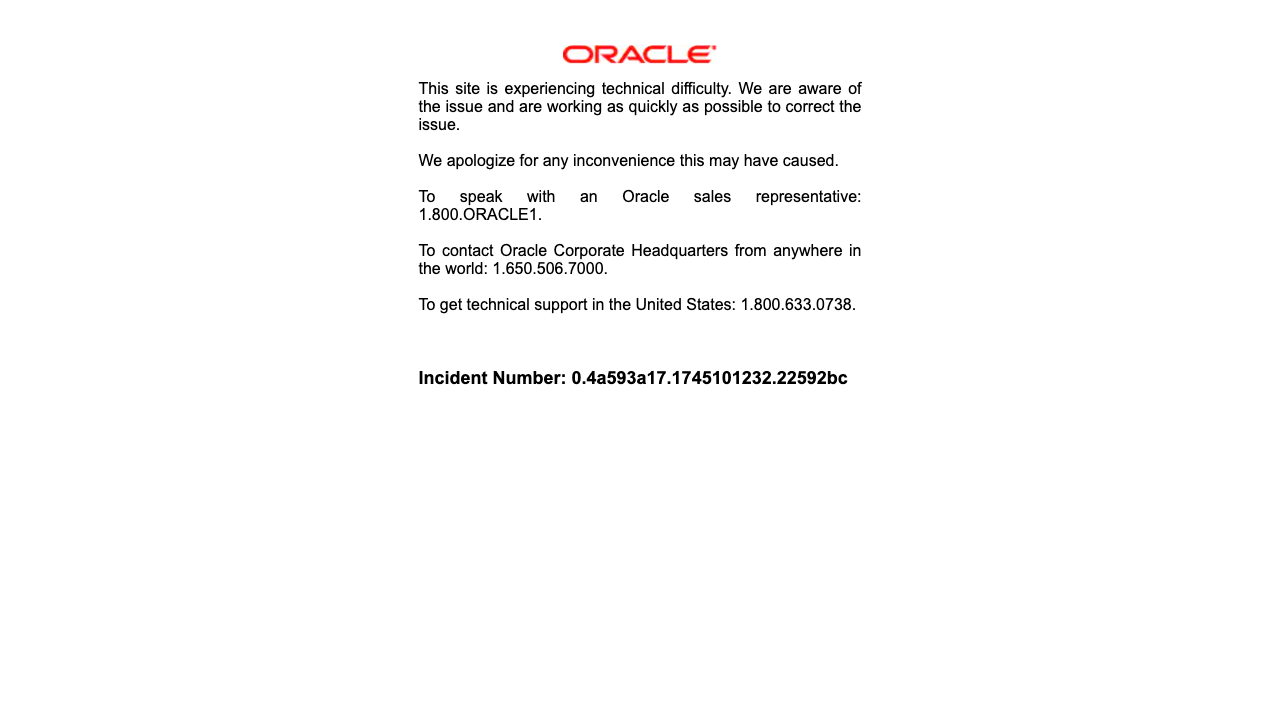 ORACLE
This site is experiencing technical difficulty. We are aware of
the issue and are working as quickly as possible to correct the
issue.
We apologize for any inconvenience this may have caused.
To speak with an Oracle sales representative:
1.800.ORACLE1.
To contact Oracle Corporate Headquarters from anywhere in
the world: 1.650.506.7000.
To get technical support in the United States: 1.800.633.0738.
Incident Number: 0.4a593a17.1745101232.22592bc